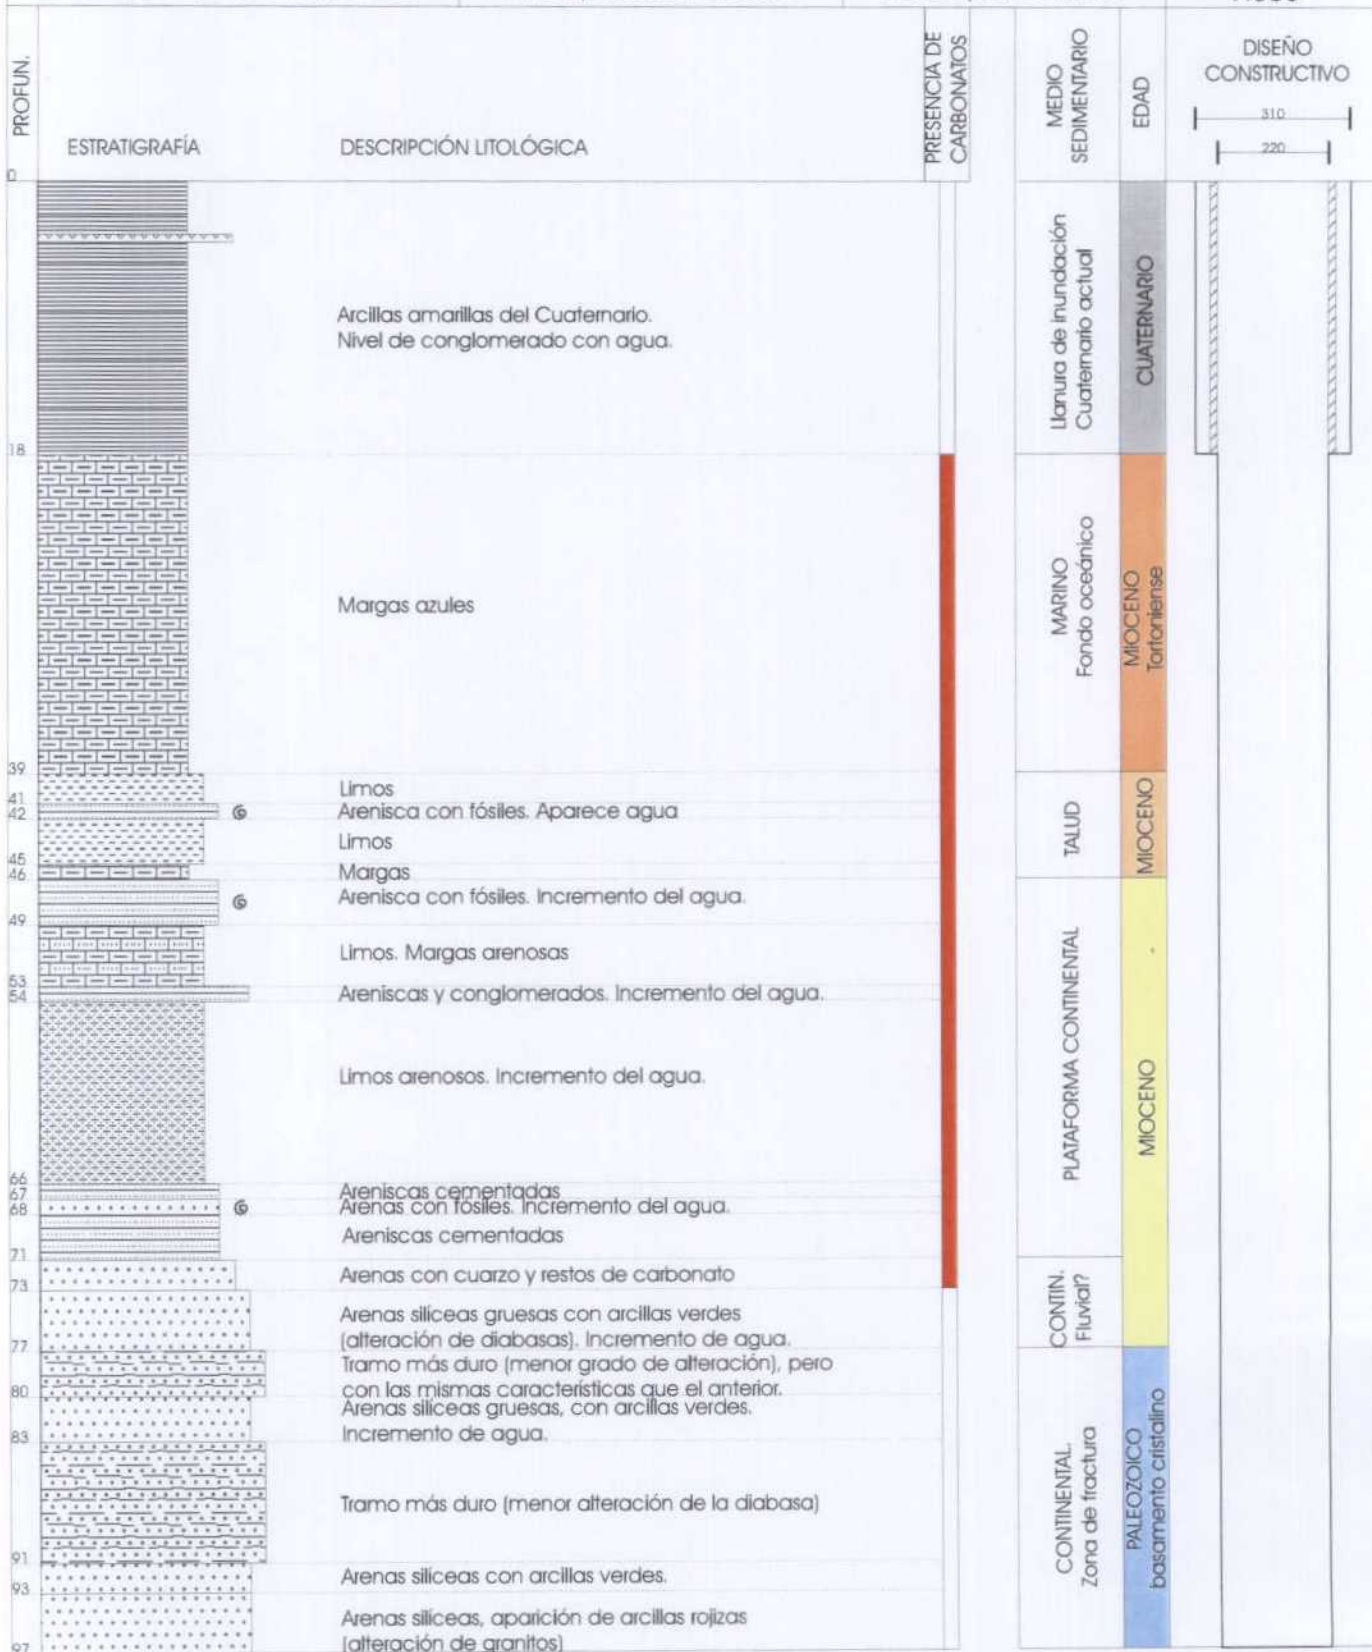 PROFUN.
ESTRATIGRAFÍA
DESCRIPCIÓN LITOLÓGICA
PRESENCIA DE
CARBONATOS
MEDIO
SEDIMENTARIO
EDAD
DISEÑO
CONSTRUCTIVO
310
220
0
Arcillas amarillas del Cuaternario.
Nivel de conglomerado con agua.
Llanura de inundación
Cuaternario actual
CUATERNARIO
18
Margas azules
MARINO
Fondo oceánico
MIOCENO
Tortoniense
39
Limos
41
Arenisca con fósiles. Aparece agua
42
Limos
TALUD
MIOCENO
45
Margas
46
Arenisca con fósiles. Incremento del agua.
49
Limos. Margas arenosas
53
Areniscas y conglomerados. Incremento del agua.
54
Limos arenosos. Incremento del agua.
PLATAFORMA CONTINENTAL
MIOCENO
66
Areniscas cementadas
67
Arenas con fósiles. Incremento del agua.
68
Areniscas cementadas
71
Arenas con cuarzo y restos de carbonato
73
Arenas silíceas gruesas con arcillas verdes
(alteración de diabasas). Incremento de agua.
CONTIN.
Fluvial?
77
Tramo más duro (menor grado de alteración), pero
con las mismas características que el anterior.
80
Arenas silíceas gruesas, con arcillas verdes.
Incremento de agua.
83
Tramo más duro (menor alteración de la diabasa)
CONTINENTAL.
Zona de fractura
PALEOZOICO
basamento cristalino
91
Arenas silíceas con arcillas verdes.
93
Arenas silíceas, aparición de arcillas rojizas
(alteración de granitos)
97